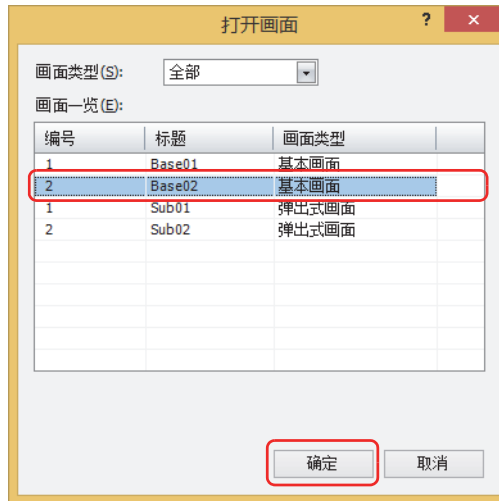 打开画面
? ×
画面类型(S): 全部
画面一览(E):
编号 标题 画面类型
1 Base01 基本画面
2 Base02 基本画面
1 Sub01 弹出式画面
2 Sub02 弹出式画面
确定 取消